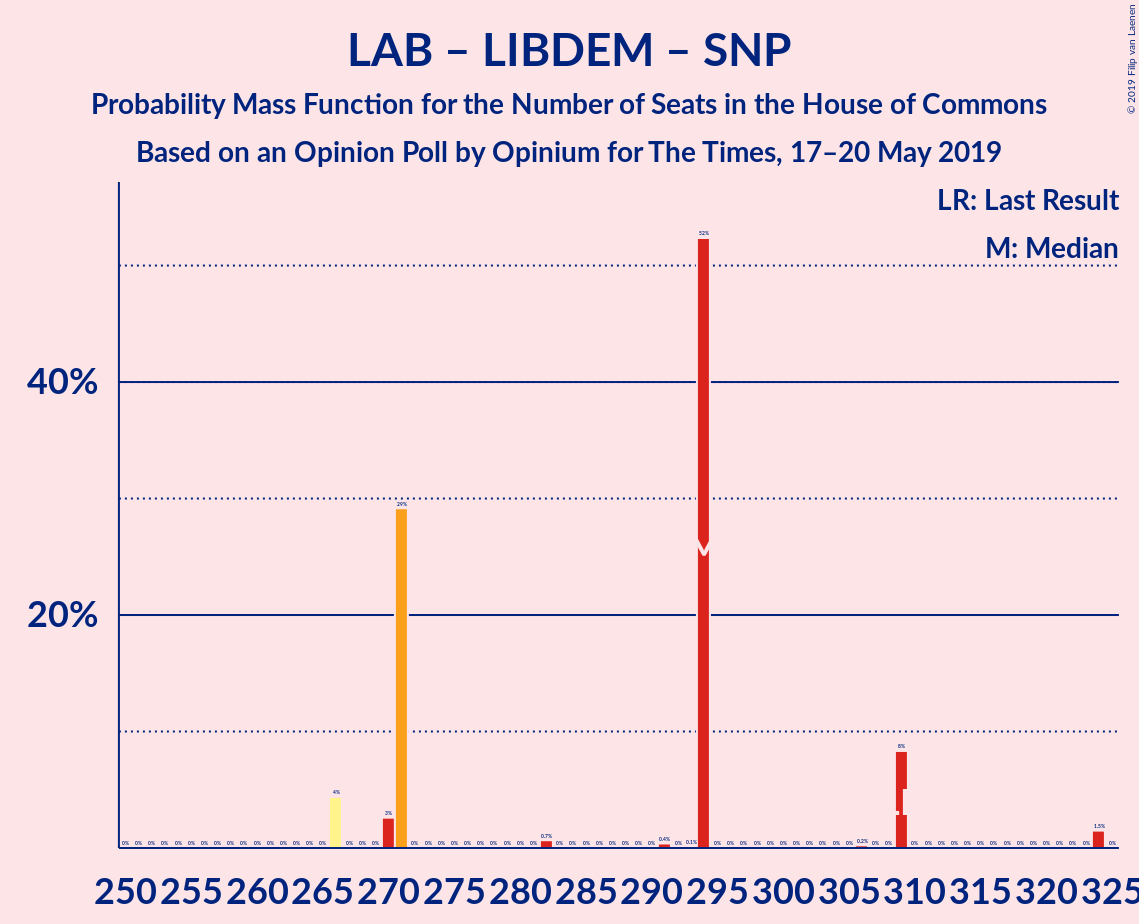 LAB – LIBDEM – SNP
Probability Mass Function for the Number of Seats in the House of Commons
Based on an Opinion Poll by Opinium for The Times, 17–20 May 2019
© 2019 Filip van Laenen
LR: Last Result
M: Median
52%
40%
29%
M
20%
8%
4%
3%
1.5%
0.7%
0.4%
0.1%
0.2%
250 255 260 265 270 275 280 285 290 295 300 305 310 315 320 325